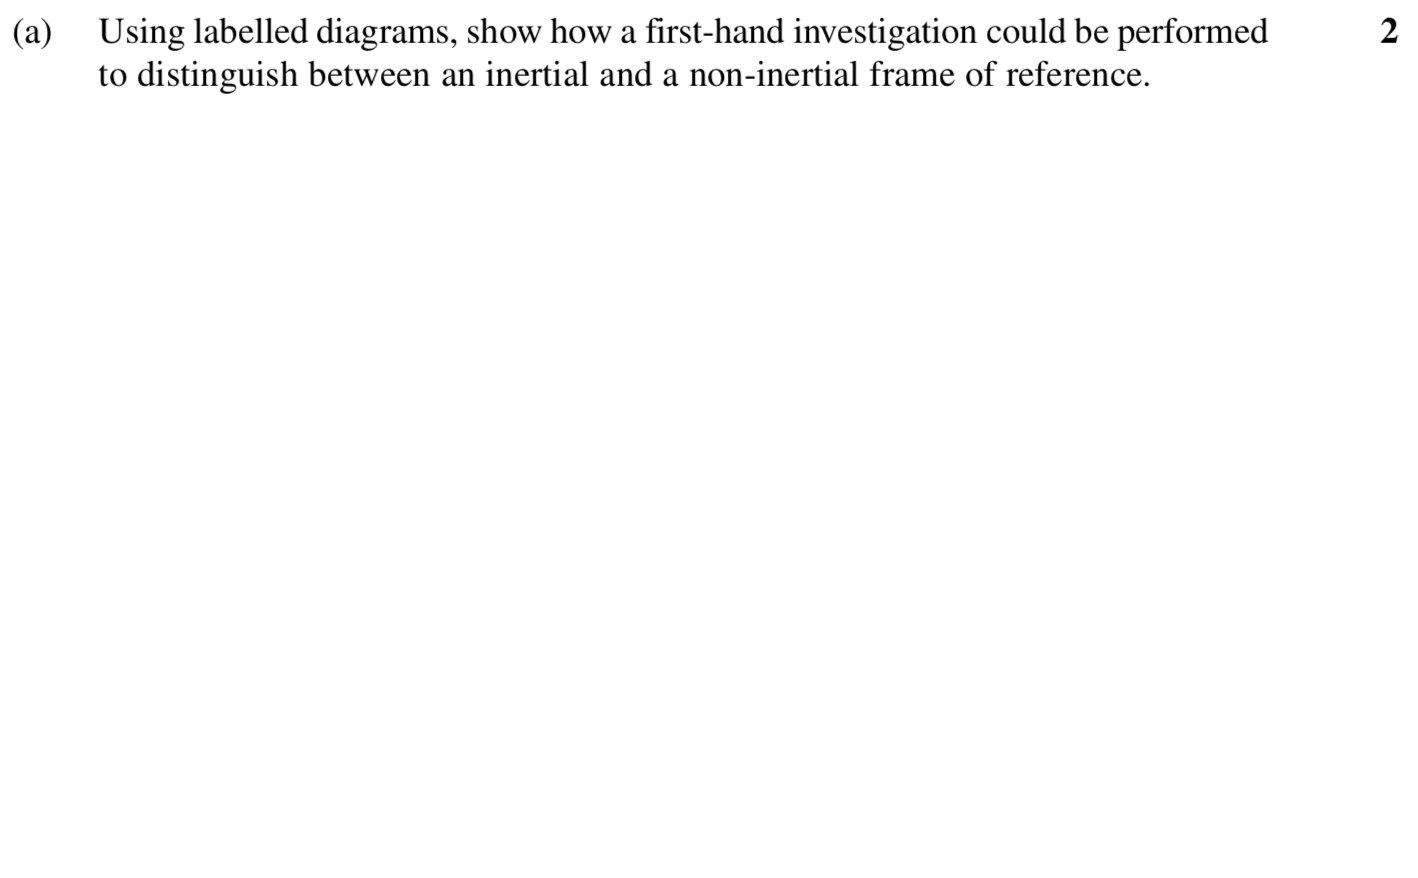 (a) Using labelled diagrams, show how a first-hand investigation could be performed 2
to distinguish between an inertial and a non-inertial frame of reference.